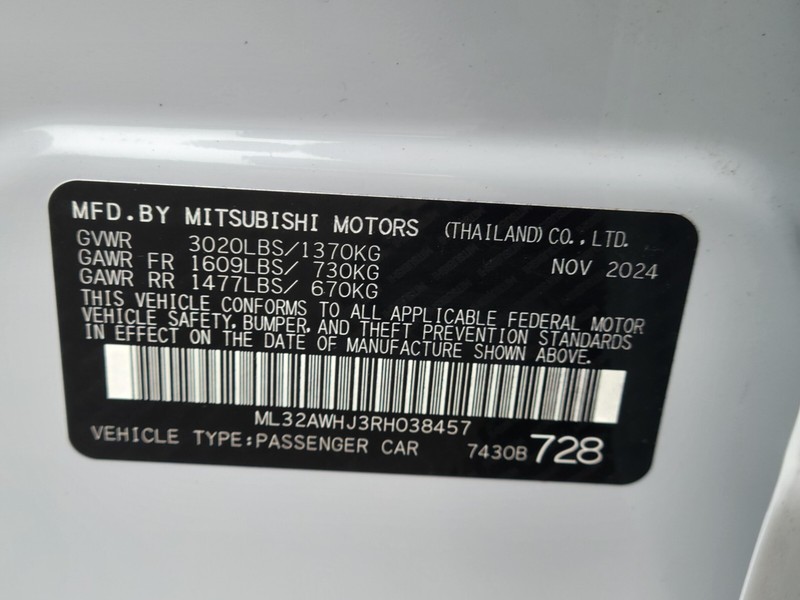 MFD.BY MITSUBISHI MOTORS (THAILAND) CO., LTD.
GVWR 3020LBS/1370KG NOV 2024
GAWR FR 1609LBS/ 730KG
GAWR RR 1477LBS/ 670KG
THIS VEHICLE CONFORMS TO ALL APPLICABLE FEDERAL MOTOR
VEHICLE SAFETY, BUMPER, AND THEFT PREVENTION STANDARDS
IN EFFECT ON THE DATE OF MANUFACTURE SHOWN ABOVE.
ML32AWHJ3RH038457
VEHICLE TYPE:PASSENGER CAR 7430B 728